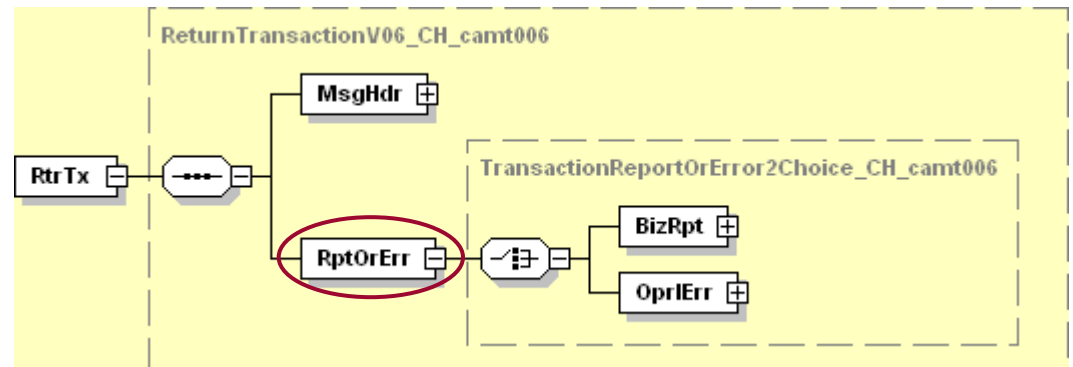 ReturnTransactionV06_CH_camt006
MsgHdr
RtrTx
TransactionReportOrError2Choice_CH_camt006
BizRpt
RptOrErr
OprlErr